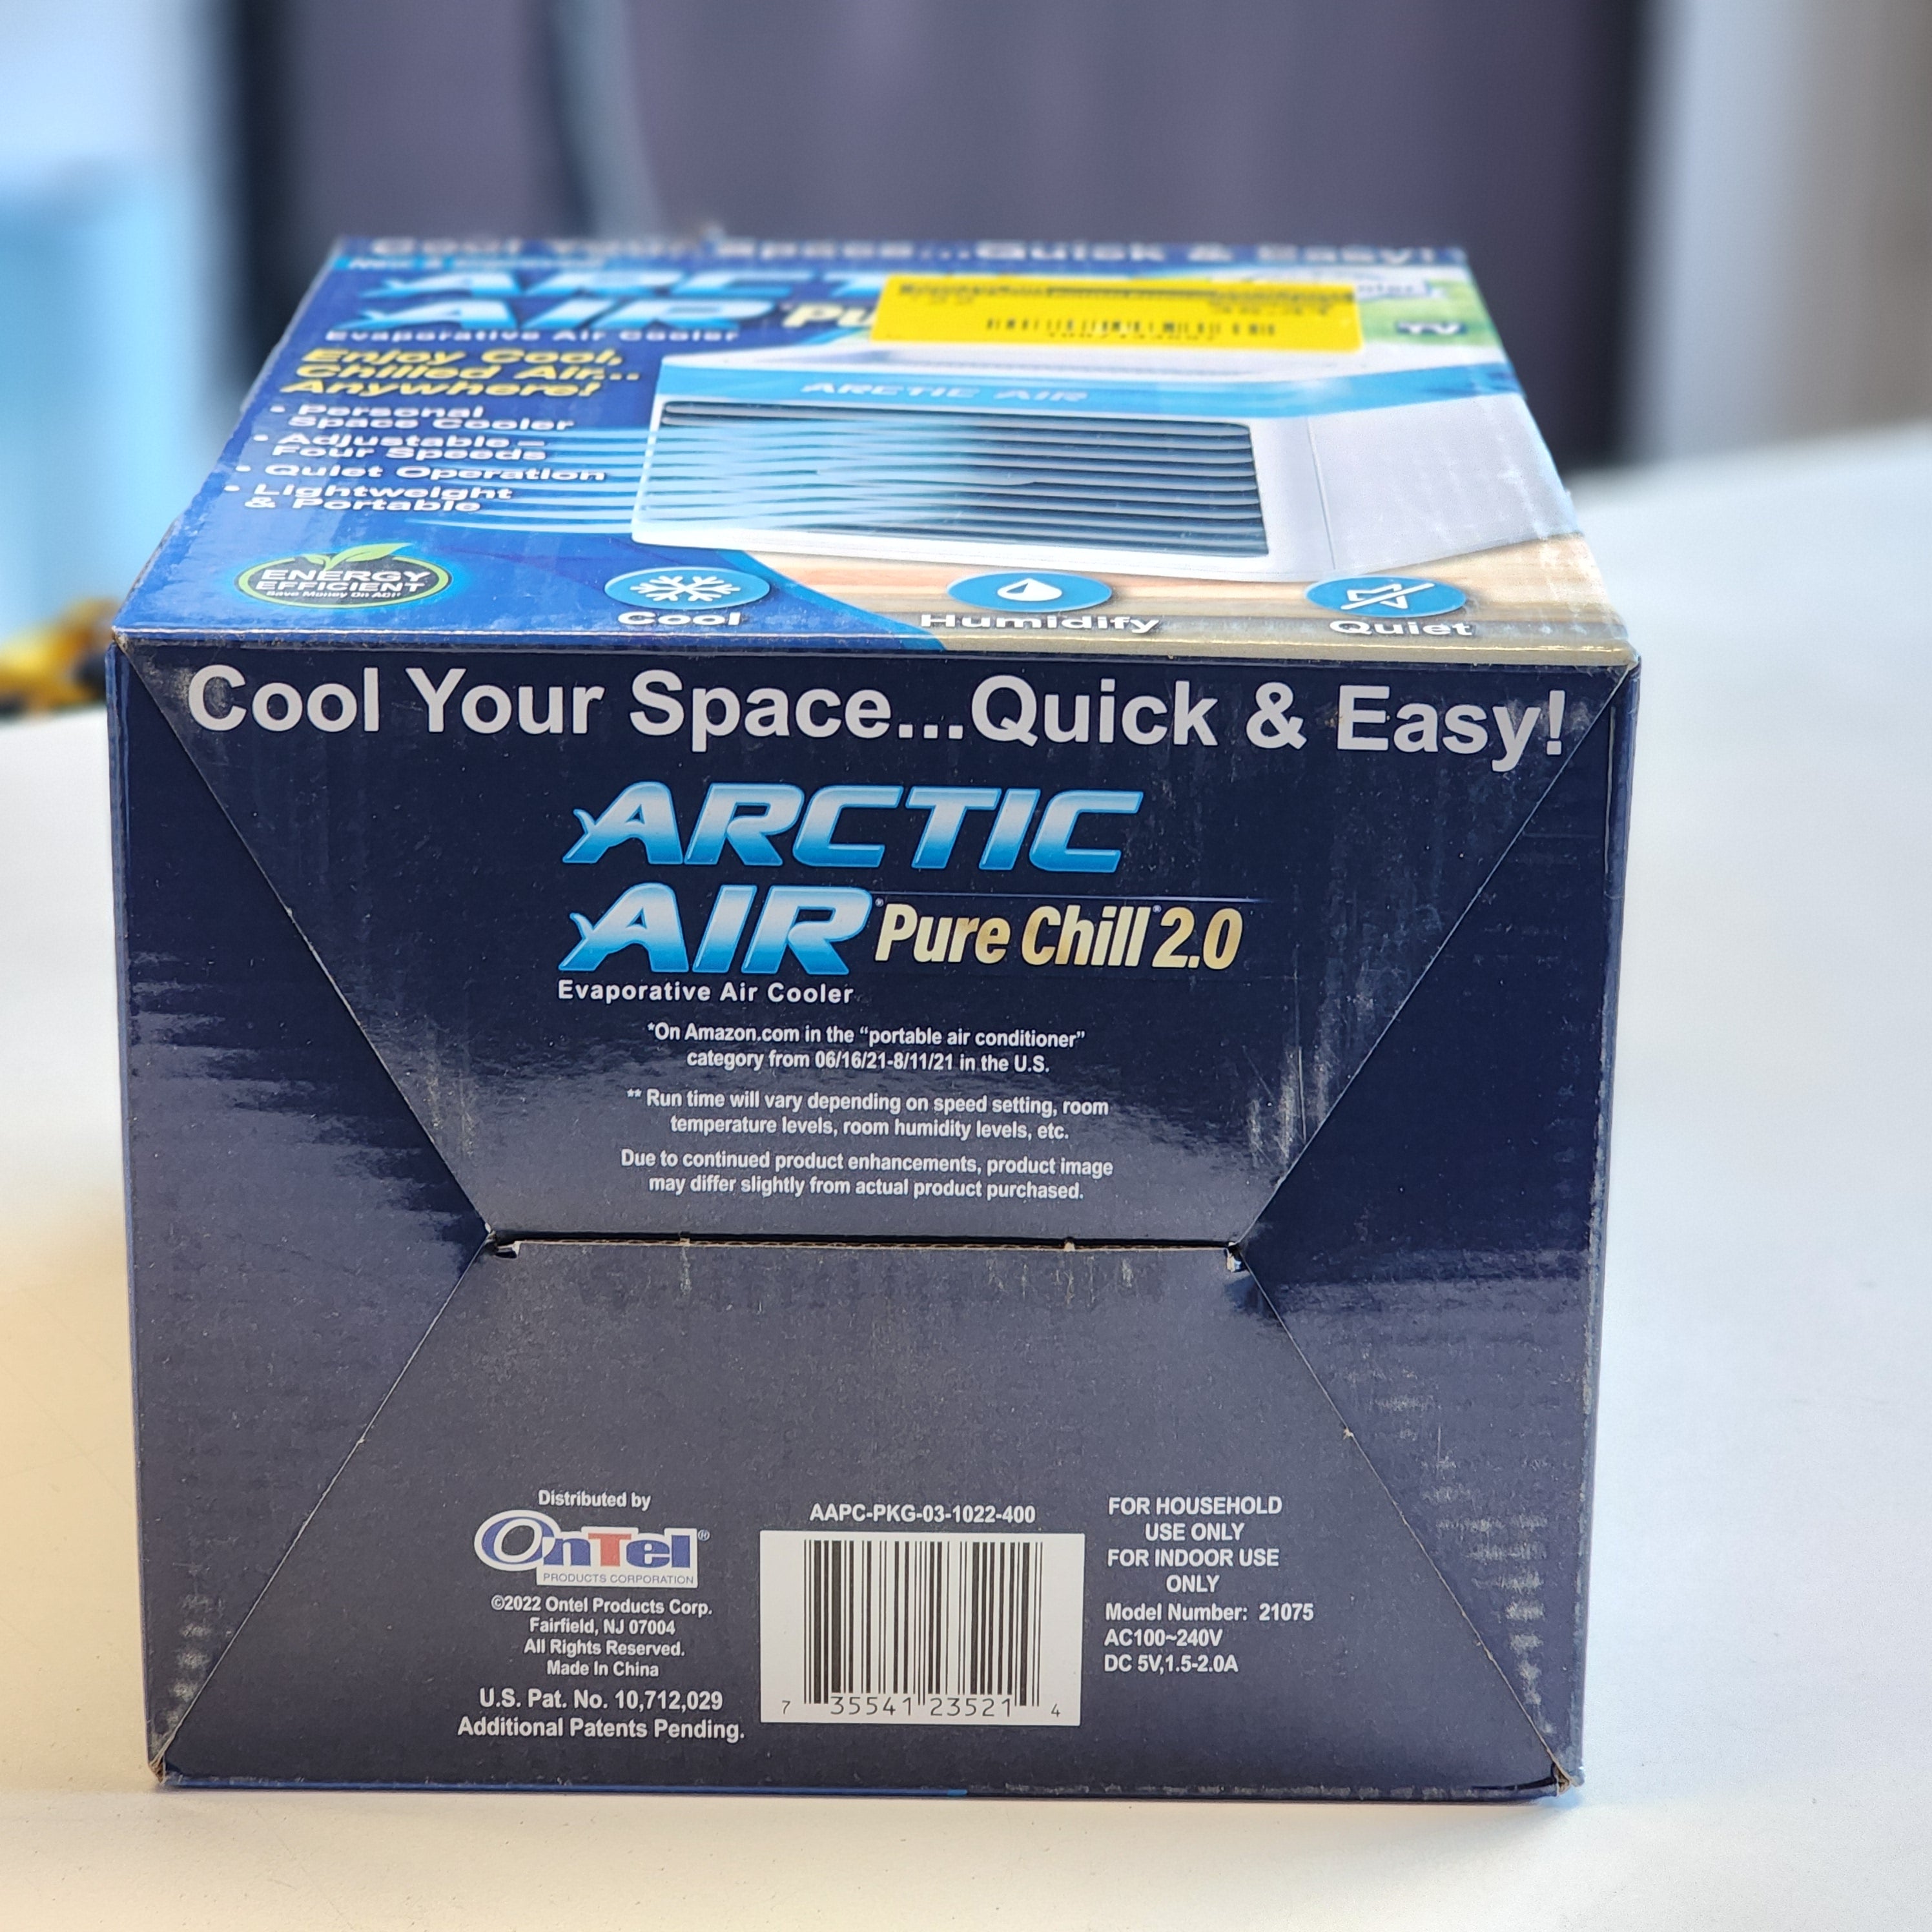 Cool Your Space...Quick & Easy!
ARCTIC
AIR Pu
Evaporative Air Cooler
TV
Enjoy Cool,
Chilled Air...
Anywhere!
• Personal
Space Cooler
• Adjustable –
Four Speeds
• Quiet Operation
• Lightweight
& Portable
ARCTIC AIR
ENERGY
EFFICIENT
Save Money On AC!†
Cool
Humidify
Quiet
Cool Your Space...Quick & Easy!
ARCTIC
AIR® Pure Chill® 2.0
Evaporative Air Cooler
*On Amazon.com in the “portable air conditioner”
category from 06/16/21-8/11/21 in the U.S.
** Run time will vary depending on speed setting, room
temperature levels, room humidity levels, etc.
Due to continued product enhancements, product image
may differ slightly from actual product purchased.
Distributed by
OnTel®
PRODUCTS CORPORATION
©2022 Ontel Products Corp.
Fairfield, NJ 07004
All Rights Reserved.
Made In China
U.S. Pat. No. 10,712,029
Additional Patents Pending.
AAPC-PKG-03-1022-400
7 35541 23521 4
FOR HOUSEHOLD
USE ONLY
FOR INDOOR USE
ONLY
Model Number: 21075
AC100~240V
DC 5V,1.5-2.0A